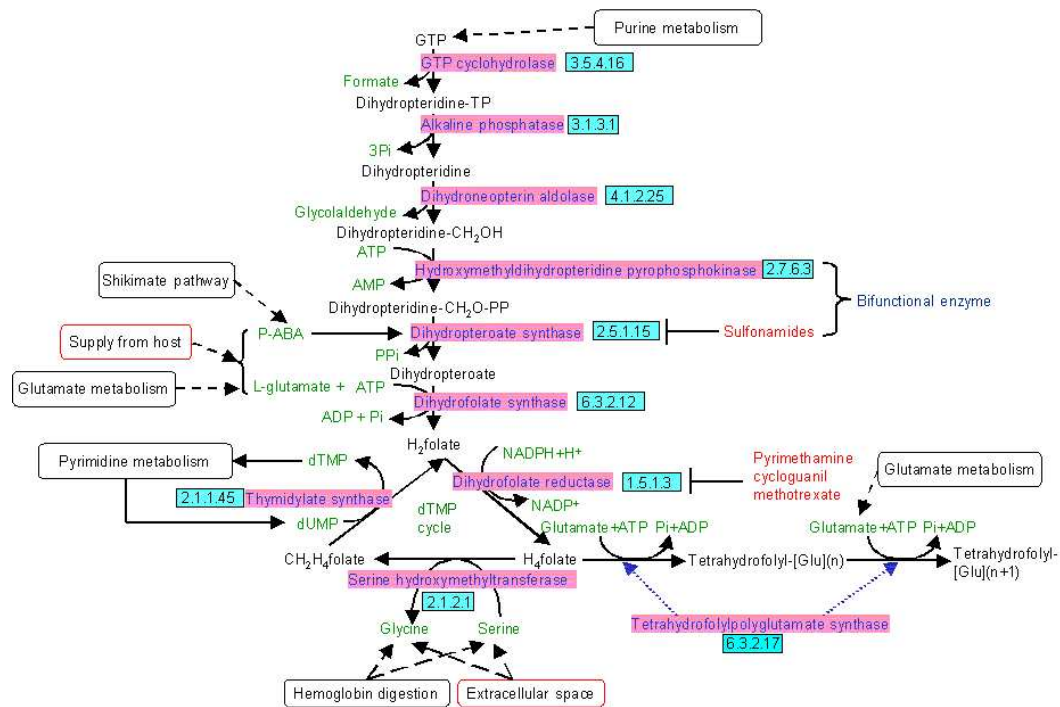 Purine metabolism
GTP
GTP cyclohydrolase 3.5.4.16
Formate
Dihydropteridine-TP
Alkaline phosphatase 3.1.3.1
3Pi
Dihydropteridine
Dihydroneopterin aldolase 4.1.2.25
Glycolaldehyde
Dihydropteridine-CH₂OH
ATP
Hydroxymethyldihydropteridine pyrophosphokinase 2.7.6.3
AMP
Shikimate pathway
Dihydropteridine-CH₂O-PP
Bifunctional enzyme
P-ABA
Dihydropteroate synthase 2.5.1.15
Sulfonamides
Supply from host
PPi
Dihydropteroate
Glutamate metabolism
L-glutamate + ATP
Dihydrofolate synthase 6.3.2.12
ADP + Pi
H₂folate
NADPH+H⁺
Pyrimidine metabolism
dTMP
Dihydrofolate reductase 1.5.1.3
Pyrimethamine
cycloguanil
methotrexate
Glutamate metabolism
2.1.1.45 Thymidylate synthase
NADP⁺
dUMP
dTMP
cycle
Glutamate+ATP Pi+ADP
Glutamate+ATP Pi+ADP
CH₂H₄folate
H₄folate
Tetrahydrofolyl-[Glu](n)
Tetrahydrofolyl-
[Glu](n+1)
Serine hydroxymethyltransferase
2.1.2.1
Glycine
Serine
Tetrahydrofolylpolyglutamate synthase
6.3.2.17
Hemoglobin digestion
Extracellular space